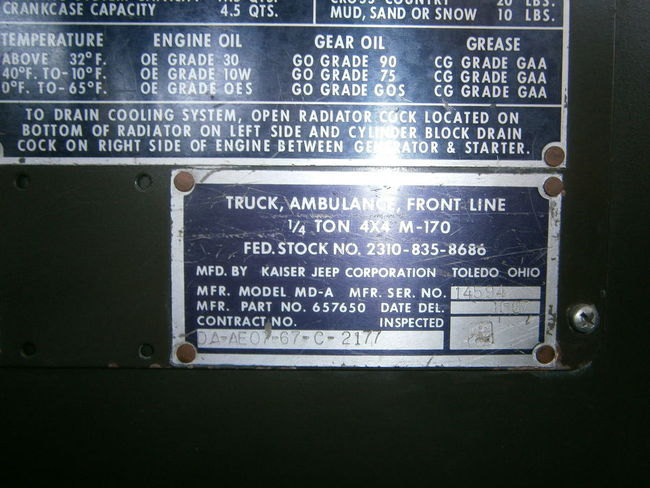 CRANKCASE CAPACITY 4.5 QTS.
CROSS COUNTRY 20 LBS.
MUD, SAND OR SNOW 10 LBS.
TEMPERATURE ENGINE OIL GEAR OIL GREASE
ABOVE 32°F. OE GRADE 30 GO GRADE 90 CG GRADE GAA
40°F. TO-10°F. OE GRADE 10W GO GRADE 75 CG GRADE GAA
0°F. TO-65°F. OE GRADE OES GO GRADE GOS CG GRADE GAA
TO DRAIN COOLING SYSTEM, OPEN RADIATOR COCK LOCATED ON
BOTTOM OF RADIATOR ON LEFT SIDE AND CYLINDER BLOCK DRAIN
COCK ON RIGHT SIDE OF ENGINE BETWEEN GENERATOR & STARTER.
TRUCK, AMBULANCE, FRONT LINE
1/4 TON 4X4 M-170
FED. STOCK NO. 2310-835-8686
MFD. BY KAISER JEEP CORPORATION TOLEDO OHIO
MFR. MODEL MD-A MFR. SER. NO. 14594
MFR. PART NO. 657650 DATE DEL.
CONTRACT NO. INSPECTED
DA-AE07-67-C-2177